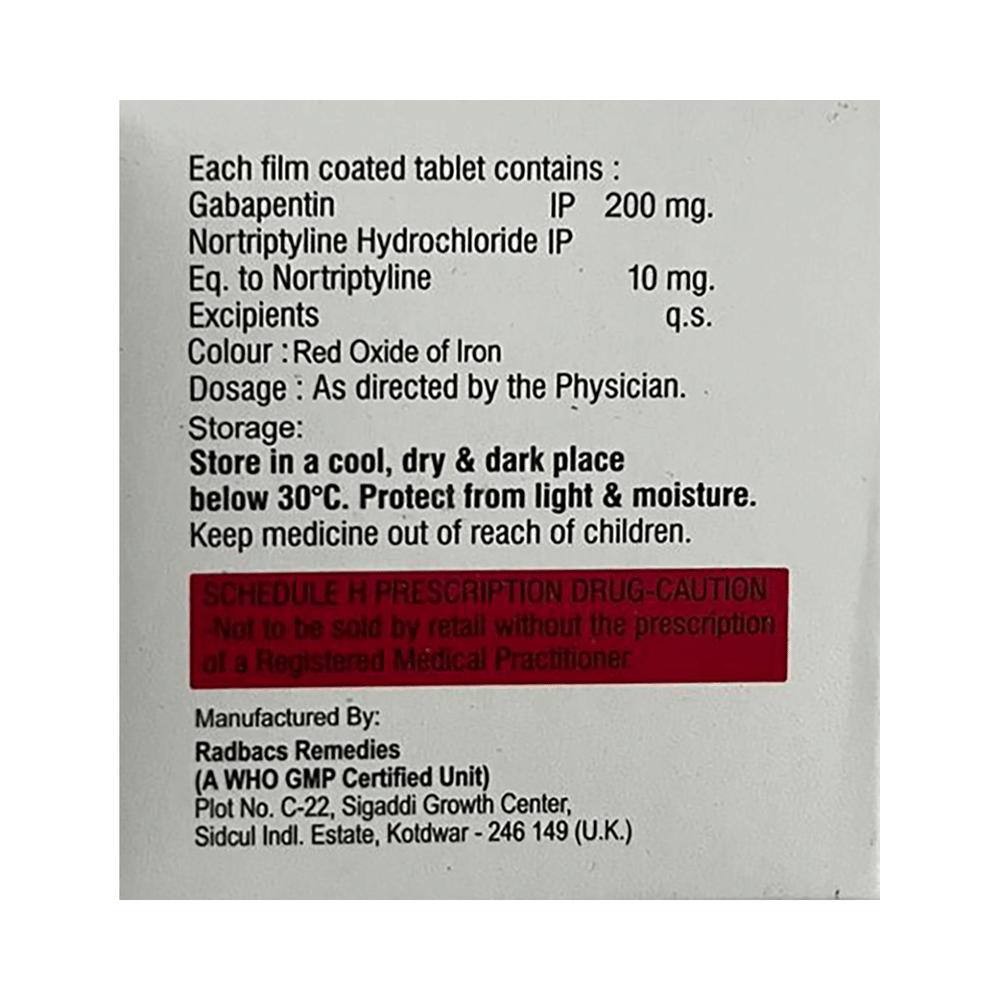 Each film coated tablet contains :
Gabapentin IP 200 mg.
Nortriptyline Hydrochloride IP
Eq. to Nortriptyline 10 mg.
Excipients q.s.
Colour : Red Oxide of Iron
Dosage : As directed by the Physician.
Storage:
Store in a cool, dry & dark place
below 30°C. Protect from light & moisture.
Keep medicine out of reach of children.
SCHEDULE H PRESCRIPTION DRUG-CAUTION
-Not to be sold by retail without the prescription
of a Registered Medical Practitioner
Manufactured By:
Radbacs Remedies
(A WHO GMP Certified Unit)
Plot No. C-22, Sigaddi Growth Center,
Sidcul Indl. Estate, Kotdwar - 246 149 (U.K.)